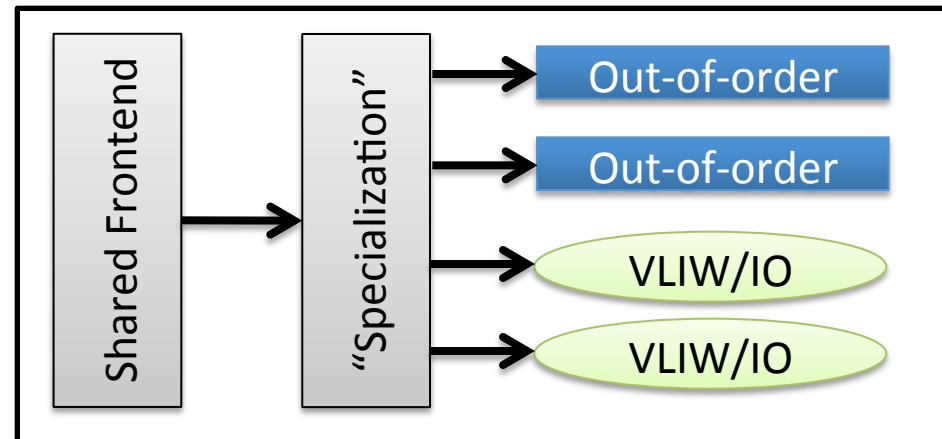 Shared Frontend
“Specialization”
Out-of-order
Out-of-order
VLIW/IO
VLIW/IO